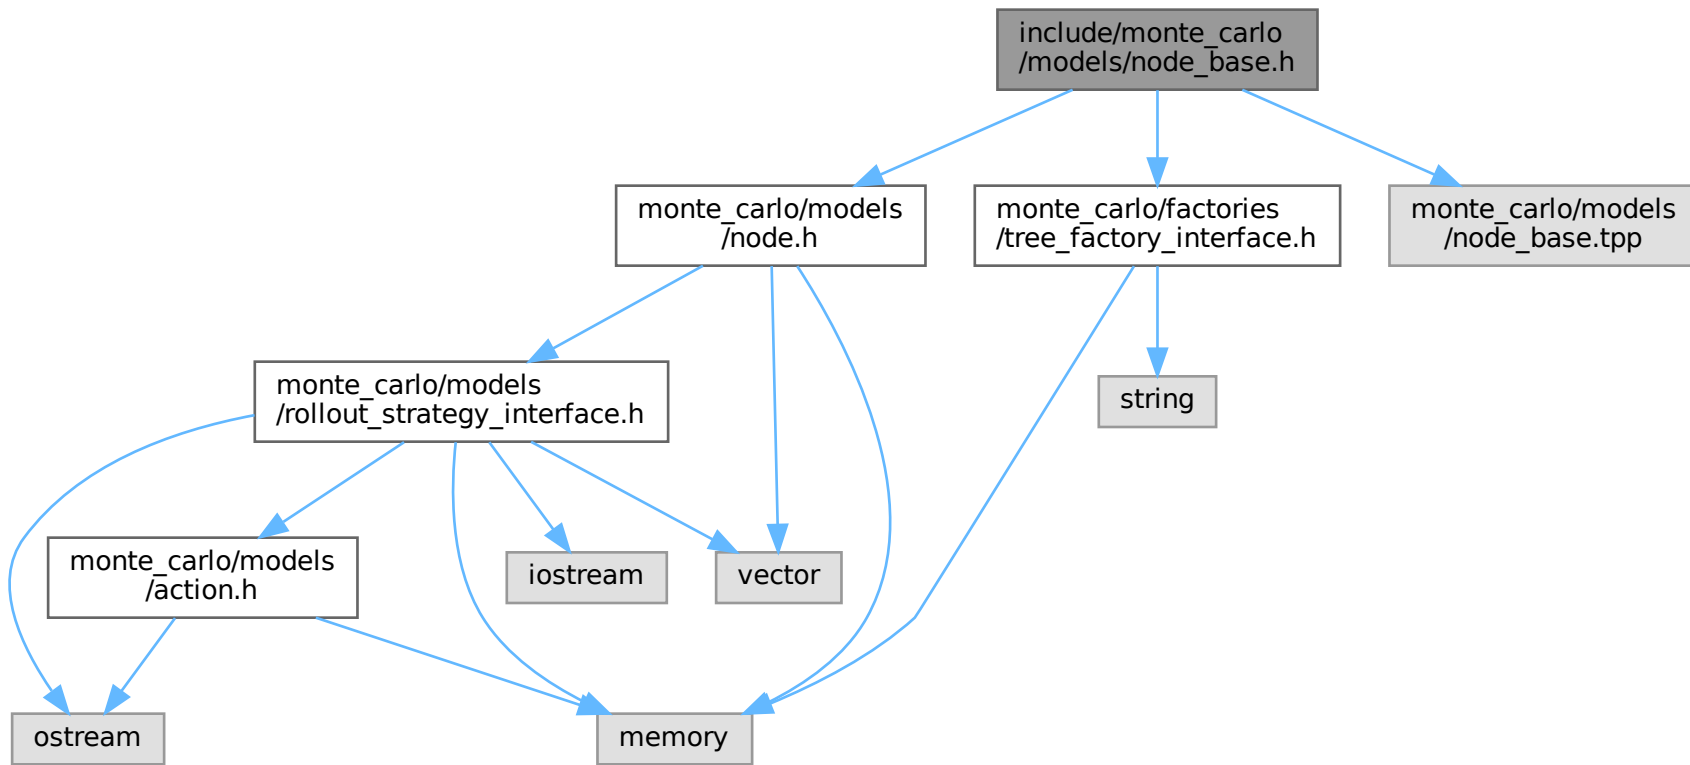 include/monte_carlo
/models/node_base.h
monte_carlo/models
/node.h
monte_carlo/factories
/tree_factory_interface.h
monte_carlo/models
/node_base.tpp
monte_carlo/models
/rollout_strategy_interface.h
string
monte_carlo/models
/action.h
iostream
vector
ostream
memory